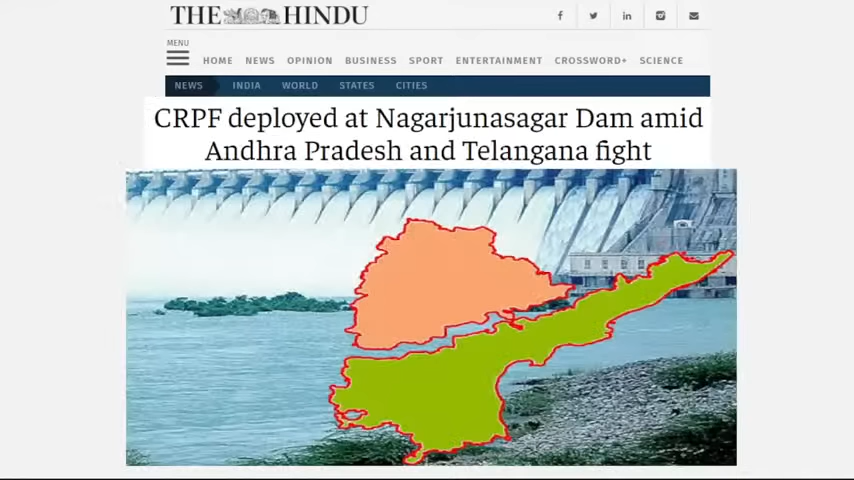 THE HINDU
MENU
HOME NEWS OPINION BUSINESS SPORT ENTERTAINMENT CROSSWORD+ SCIENCE
NEWS INDIA WORLD STATES CITIES
CRPF deployed at Nagarjunasagar Dam amid
Andhra Pradesh and Telangana fight